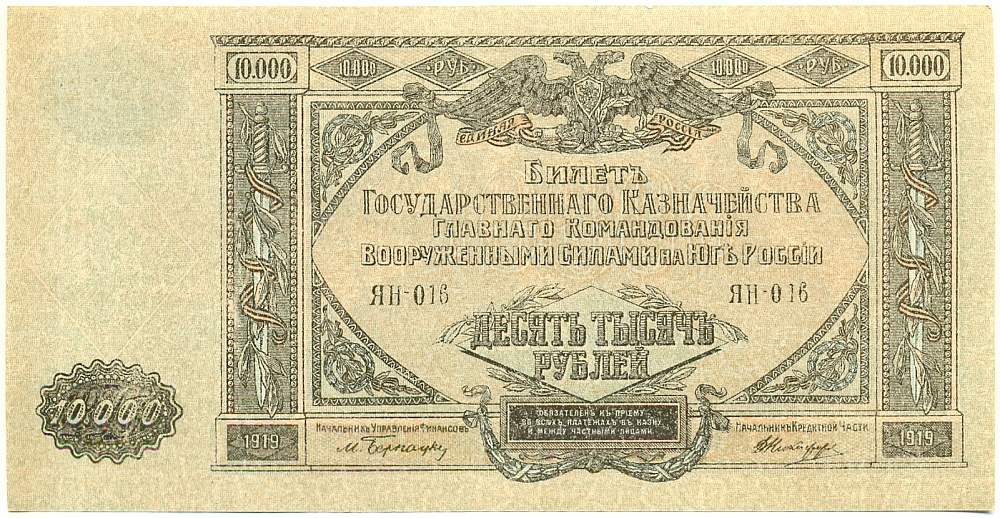 10.000 10.000 РУБ. 10.000 РУБ. 10.000
ЕДИНАЯ РОССІЯ
БИЛЕТЪ
ГОСУДАРСТВЕННАГО КАЗНАЧЕЙСТВА
ГЛАВНАГО КОМАНДОВАНІЯ
ВООРУЖЕННЫМИ СИЛАМИ НА ЮГѢ РОССІИ
ЯН-016 ЯН-016
ДЕСЯТЬ ТЫСЯЧЪ
РУБЛЕЙ
10.000
ОБЯЗАТЕЛЕНЪ КЪ ПРІЕМУ
ВО ВСѢХЪ ПЛАТЕЖАХЪ ВЪ КАЗНУ
И МЕЖДУ ЧАСТНЫМИ ЛИЦАМИ
1919 НАЧАЛЬНИКЪ УПРАВЛЕНІЯ ФИНАНСОВЪ НАЧАЛЬНИКЪ КРЕДИТНОЙ ЧАСТИ 1919
М. Бернацкій